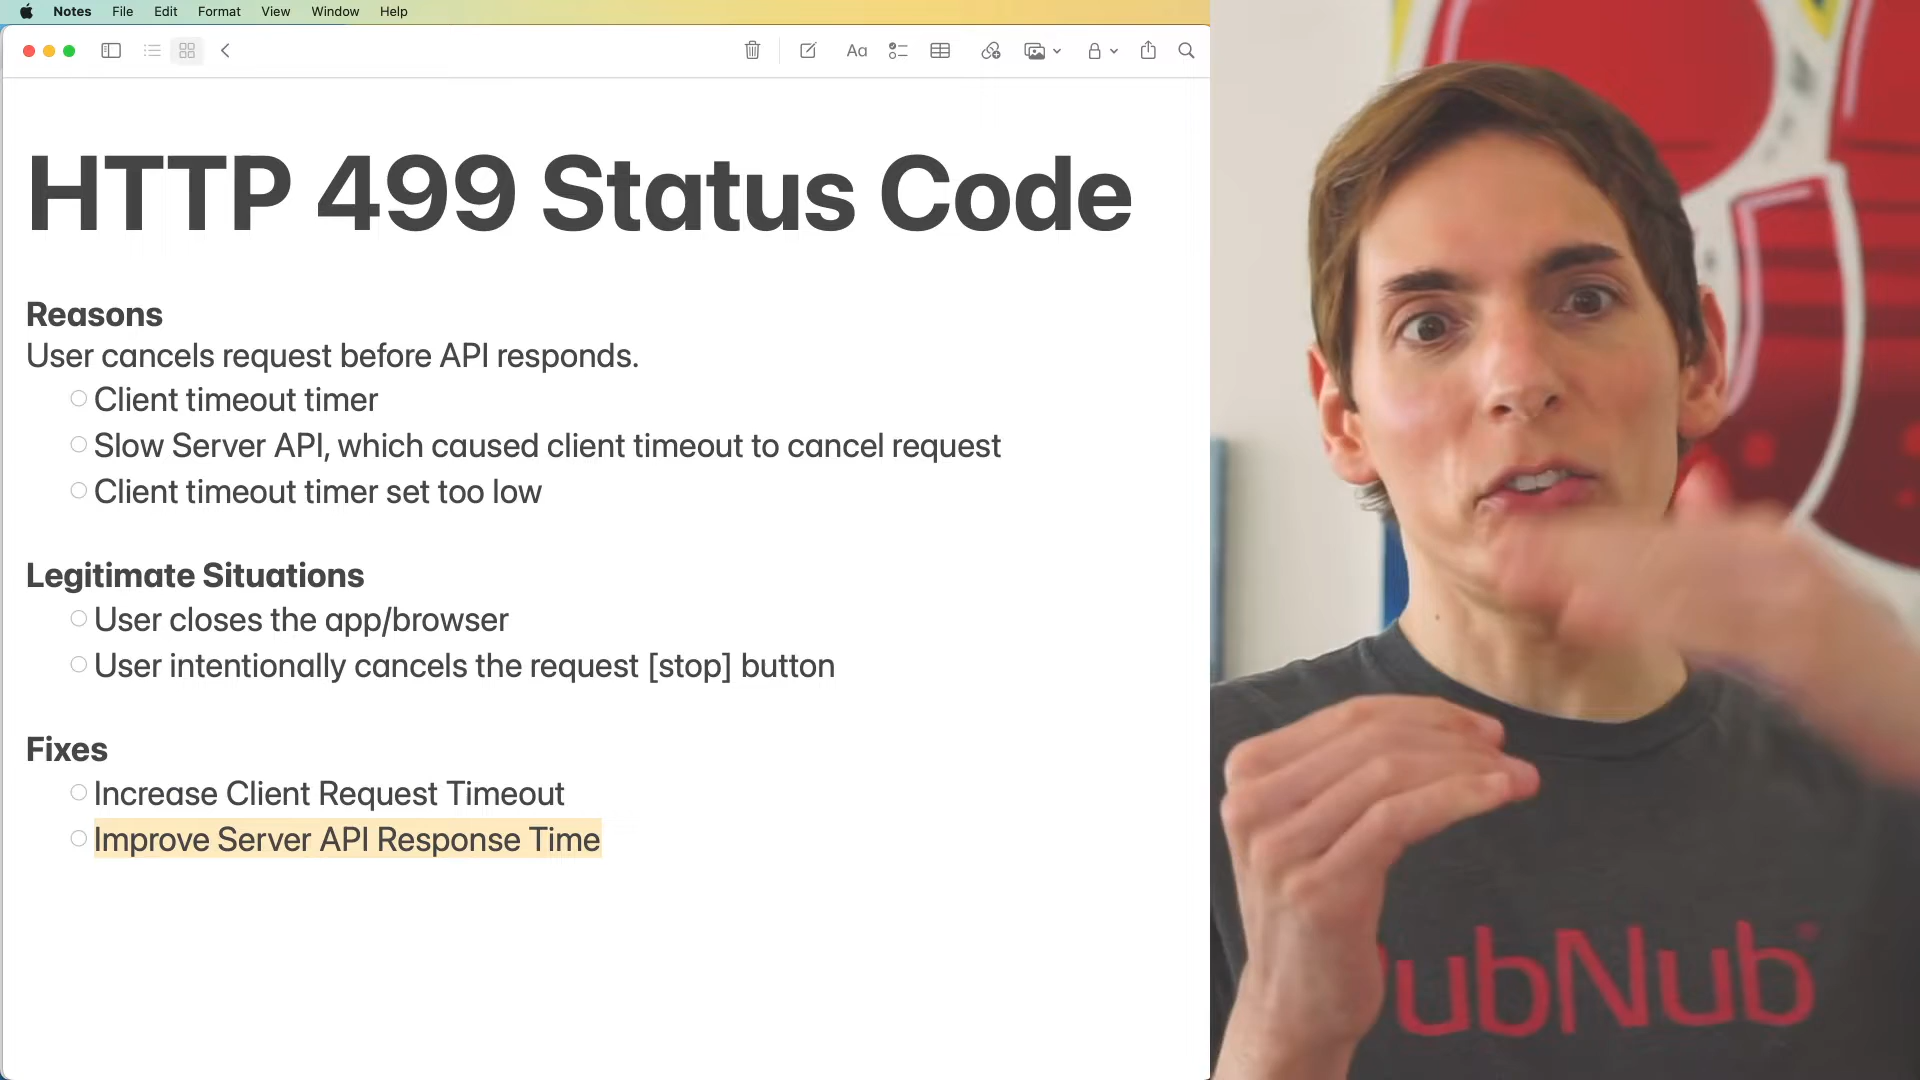 Notes File Edit Format View Window Help
Aa
HTTP 499 Status Code
Reasons
User cancels request before API responds.
Client timeout timer
Slow Server API, which caused client timeout to cancel request
Client timeout timer set too low
Legitimate Situations
User closes the app/browser
User intentionally cancels the request [stop] button
Fixes
Increase Client Request Timeout
Improve Server API Response Time
PubNub